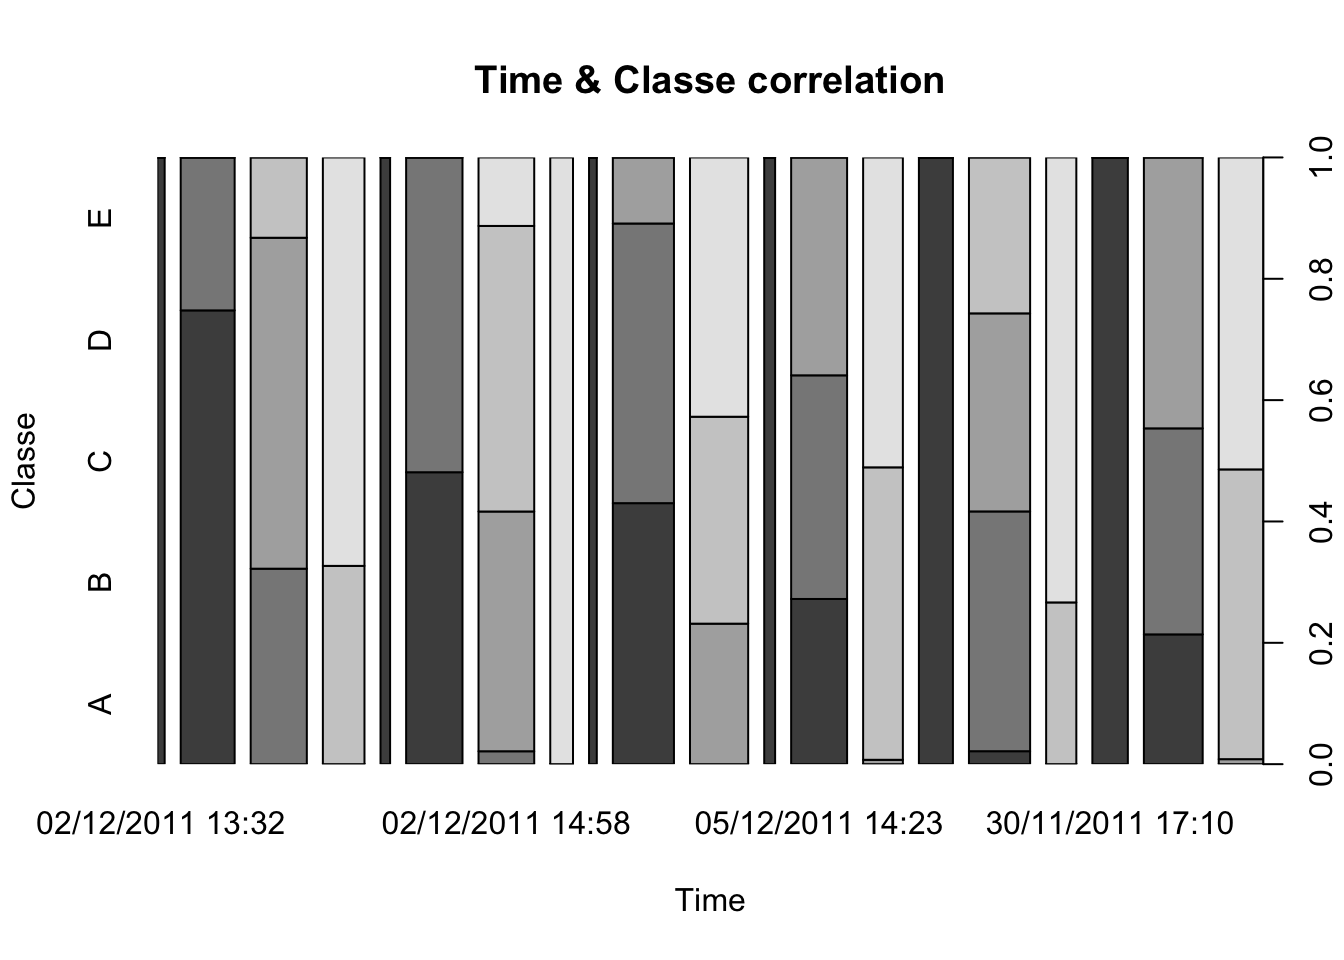 Time & Classe correlation
Classe
E
D
C
B
A
1.0
0.8
0.6
0.4
0.2
0.0
02/12/2011 13:32
02/12/2011 14:58
05/12/2011 14:23
30/11/2011 17:10
Time